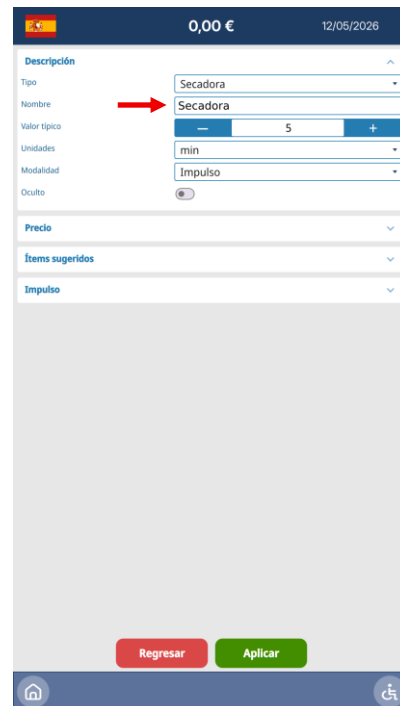 0,00 € 12/05/2026
Descripción
Tipo Secadora
Nombre Secadora
Valor típico — 5 +
Unidades min
Modalidad Impulso
Oculto
Precio
Ítems sugeridos
Impulso
Regresar Aplicar